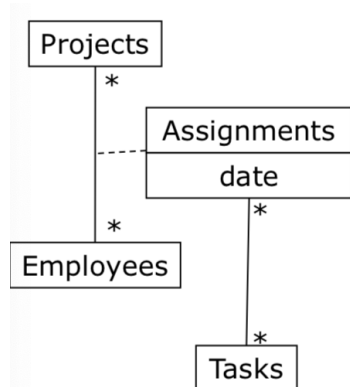 Projects
*
Assignments
date
*
*
Employees
*
Tasks